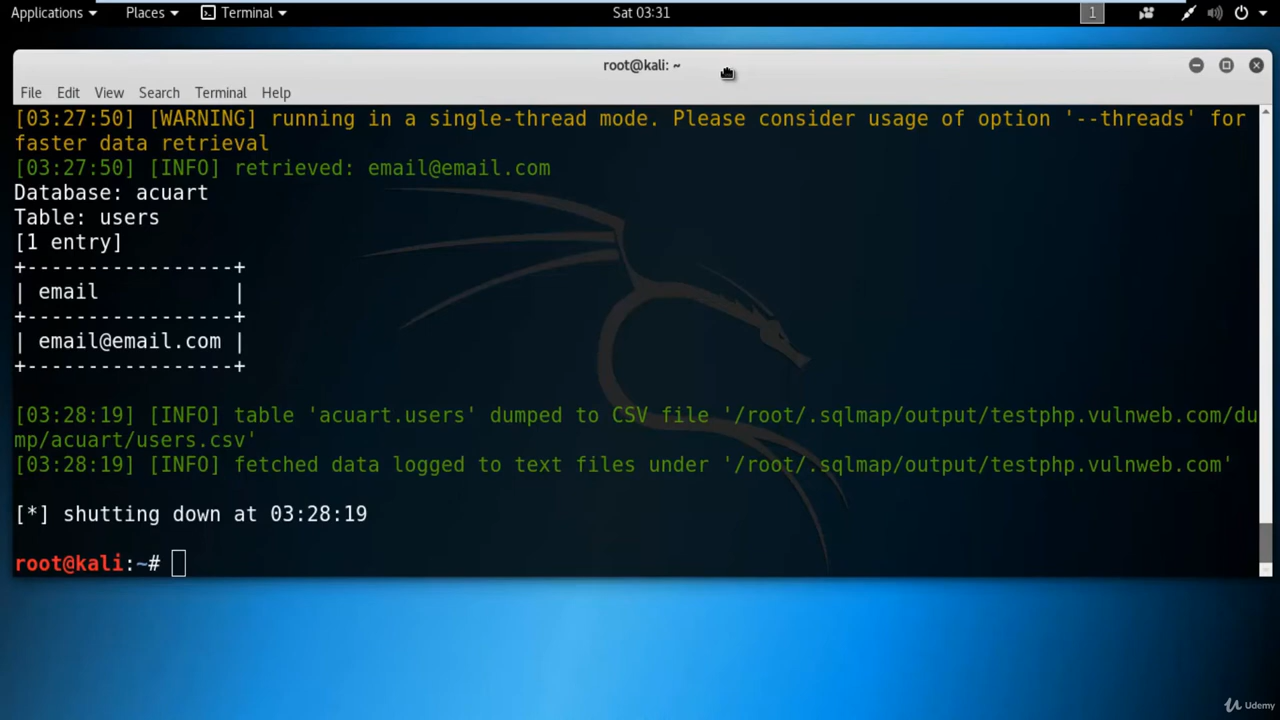 Applications Places Terminal Sat 03:31 1
root@kali: ~
File Edit View Search Terminal Help
[03:27:50] [WARNING] running in a single-thread mode. Please consider usage of option '--threads' for
faster data retrieval
[03:27:50] [INFO] retrieved: email@email.com
Database: acuart
Table: users
[1 entry]
+-----------------+
| email           |
+-----------------+
| email@email.com |
+-----------------+
[03:28:19] [INFO] table 'acuart.users' dumped to CSV file '/root/.sqlmap/output/testphp.vulnweb.com/du
mp/acuart/users.csv'
[03:28:19] [INFO] fetched data logged to text files under '/root/.sqlmap/output/testphp.vulnweb.com'
[*] shutting down at 03:28:19
root@kali:~#
Udemy